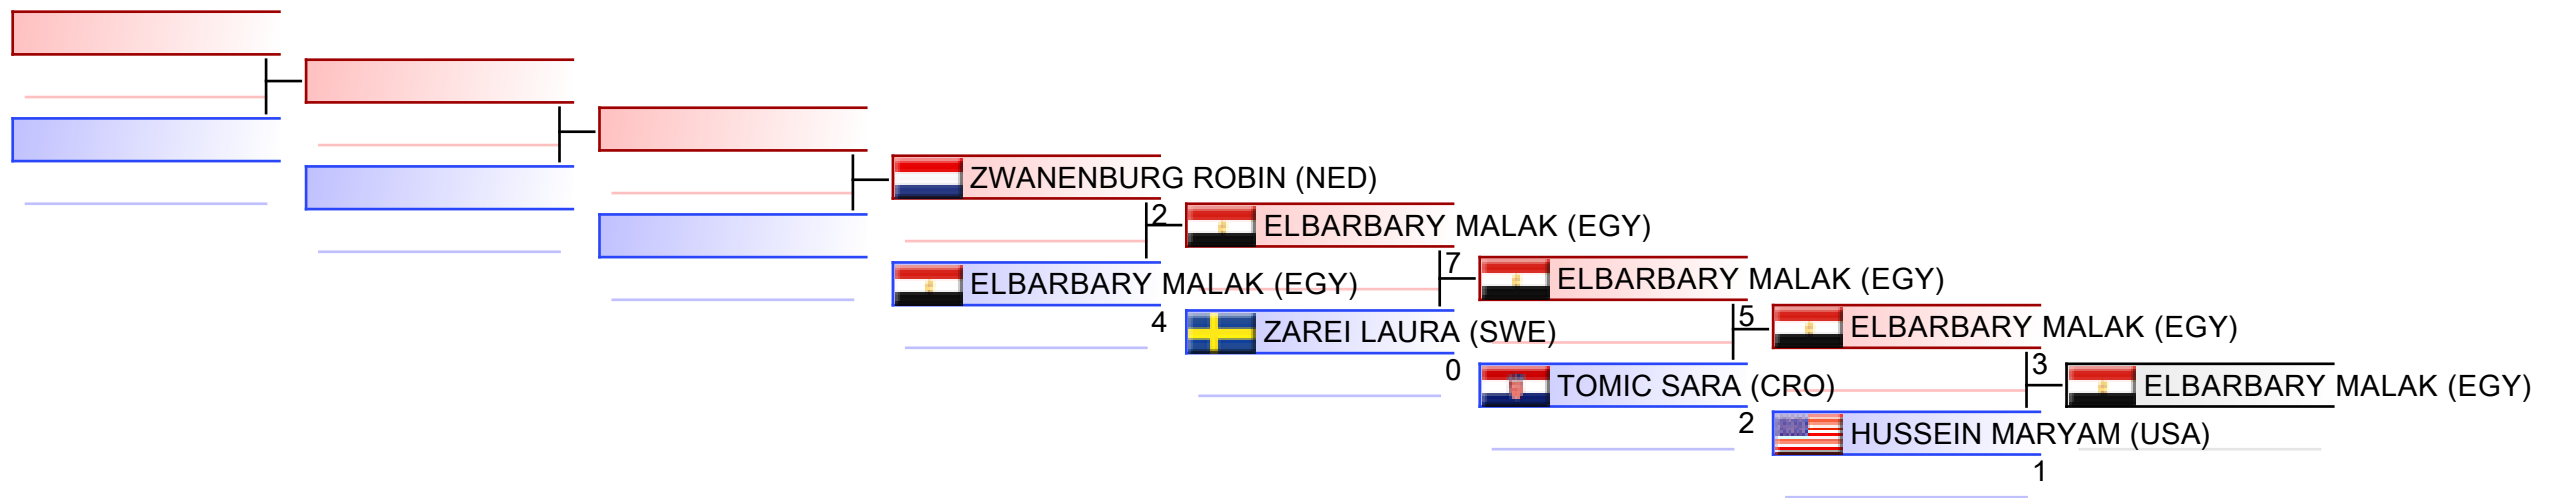 ZWANENBURG ROBIN (NED)
2
ELBARBARY MALAK (EGY)
4
ELBARBARY MALAK (EGY)
7
ZAREI LAURA (SWE)
0
ELBARBARY MALAK (EGY)
5
TOMIC SARA (CRO)
2
ELBARBARY MALAK (EGY)
3
HUSSEIN MARYAM (USA)
1
ELBARBARY MALAK (EGY)